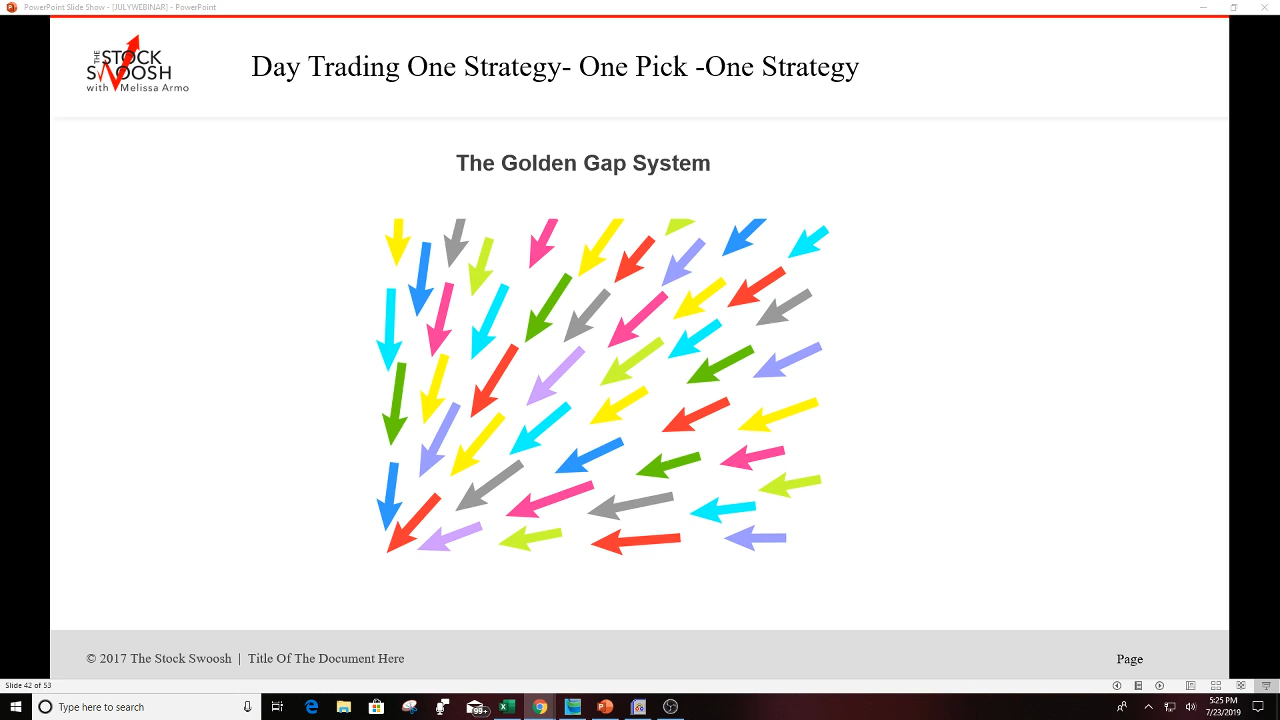 PowerPoint Slide Show - [JULYWEBINAR] - PowerPoint
THE STOCK
SWOOSH
with Melissa Armo
Day Trading One Strategy- One Pick -One Strategy
The Golden Gap System
© 2017 The Stock Swoosh | Title Of The Document Here
Page
Slide 42 of 53
Type here to search
99+
5:25 PM
7/23/2019